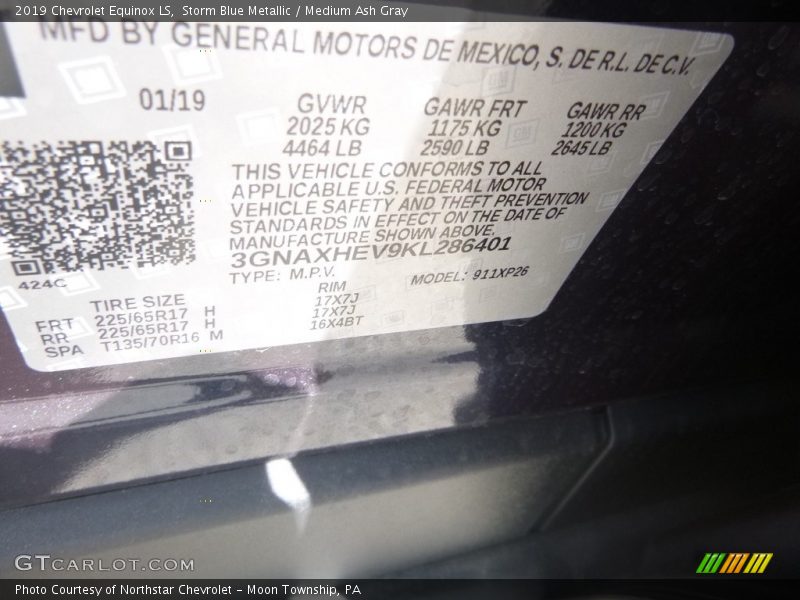 2019 Chevrolet Equinox LS,  Storm Blue Metallic / Medium Ash Gray
MFD BY GENERAL MOTORS DE MEXICO, S. DE R.L. DE C.V.
01/19 GVWR GAWR FRT GAWR RR
2025 KG 1175 KG 1200 KG
4464 LB 2590 LB 2645 LB
THIS VEHICLE CONFORMS TO ALL
APPLICABLE U.S. FEDERAL MOTOR
VEHICLE SAFETY AND THEFT PREVENTION
STANDARDS IN EFFECT ON THE DATE OF
MANUFACTURE SHOWN ABOVE.
3GNAXHEV9KL286401
TYPE: M.P.V. MODEL: 911XP26
424C
TIRE SIZE RIM
FRT 225/65R17 H 17X7J
RR 225/65R17 H 17X7J
SPA T135/70R16 M 16X4BT
GTCARLOT.COM
Photo Courtesy of Northstar Chevrolet – Moon Township, PA